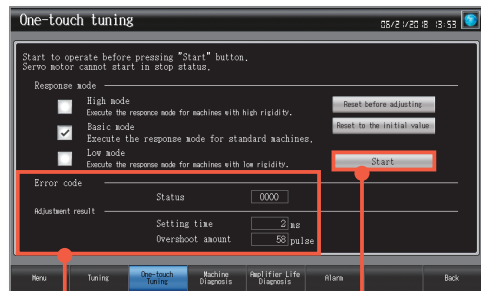 One-touch tuning
06/21/2018 13:53
Start to operate before pressing "Start" button.
Servo motor cannot start in stop status.
Response mode
High mode
Execute the responce mode for machines with high rigidity.
Reset before adjusting
Basic mode
Execute the response mode for standard machines.
Reset to the initial value
Low mode
Execute the response mode for machines with low rigidity.
Start
Error code
Status 0000
Adjustment result
Setting time 2 ms
Overshoot amount 58 pulse
Menu
Tuning
One-touch
Tuning
Machine
Diagnosis
Amplifier Life
Diagnosis
Alarm
Back